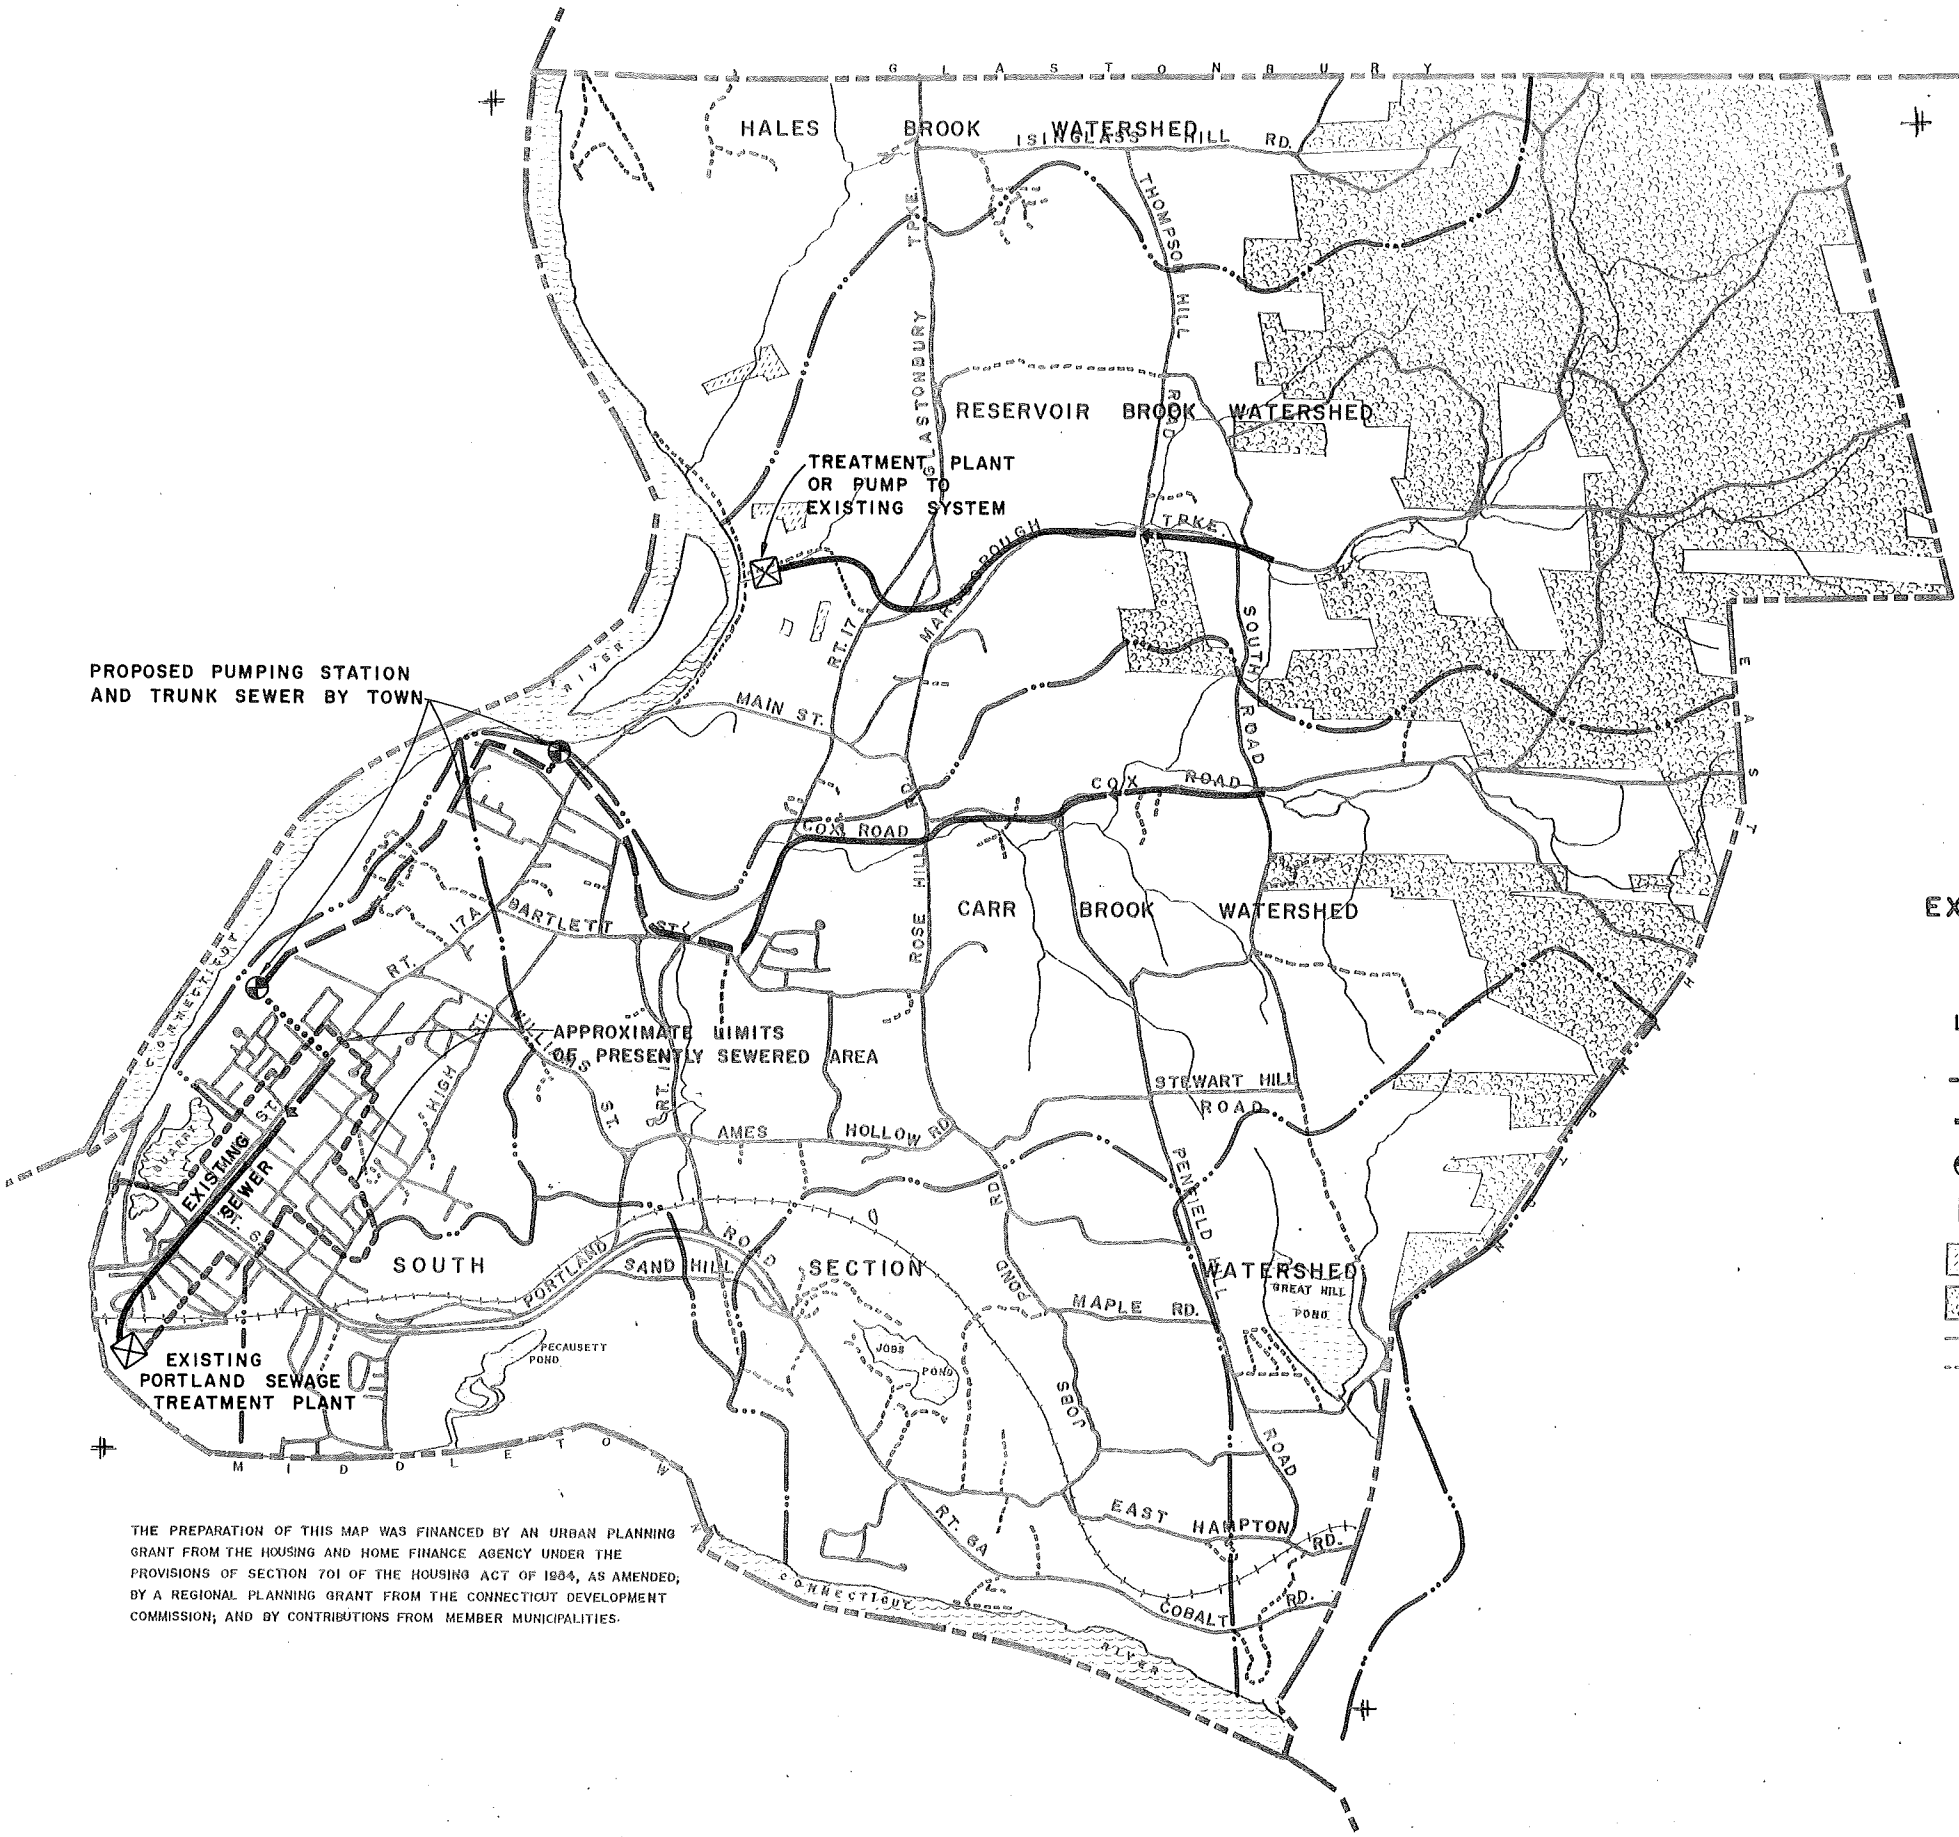 GLASTONBURY
HALES BROOK WATERSHED
ISINGLASS HILL RD.
THOMPSON HILL ROAD
GLASTONBURY TPKE.
RESERVOIR BROOK WATERSHED
TREATMENT PLANT
OR PUMP TO
EXISTING SYSTEM
MARLBOROUGH TPKE.
RT. 17
SOUTH ROAD
EAST
PROPOSED PUMPING STATION
AND TRUNK SEWER BY TOWN
RIVER
MAIN ST.
COX ROAD
COX ROAD
ROSE HILL RD.
CARR BROOK WATERSHED
EX
BARTLETT ST.
RT. 17A
CONNECTICUT
WILLIAMS ST.
HIGH ST.
APPROXIMATE LIMITS
OF PRESENTLY SEWERED AREA
STEWART HILL
ROAD
AMES HOLLOW RD.
QUARRY
EXISTING
SEWER
ST.
SOUTH SECTION WATERSHED
PORTLAND
ROAD
SAND HILL
PENFIELD HILL ROAD
GREAT HILL
POND
MAPLE RD.
JOBS POND RD.
JOBS
POND
PECAUSETT
POND
EXISTING
PORTLAND SEWAGE
TREATMENT PLANT
MIDDLETOWN
EAST HAMPTON RD.
RT. 6A
COBALT RD.
CONNECTICUT RIVER
THE PREPARATION OF THIS MAP WAS FINANCED BY AN URBAN PLANNING
GRANT FROM THE HOUSING AND HOME FINANCE AGENCY UNDER THE
PROVISIONS OF SECTION 701 OF THE HOUSING ACT OF 1964, AS AMENDED;
BY A REGIONAL PLANNING GRANT FROM THE CONNECTICUT DEVELOPMENT
COMMISSION; AND BY CONTRIBUTIONS FROM MEMBER MUNICIPALITIES.